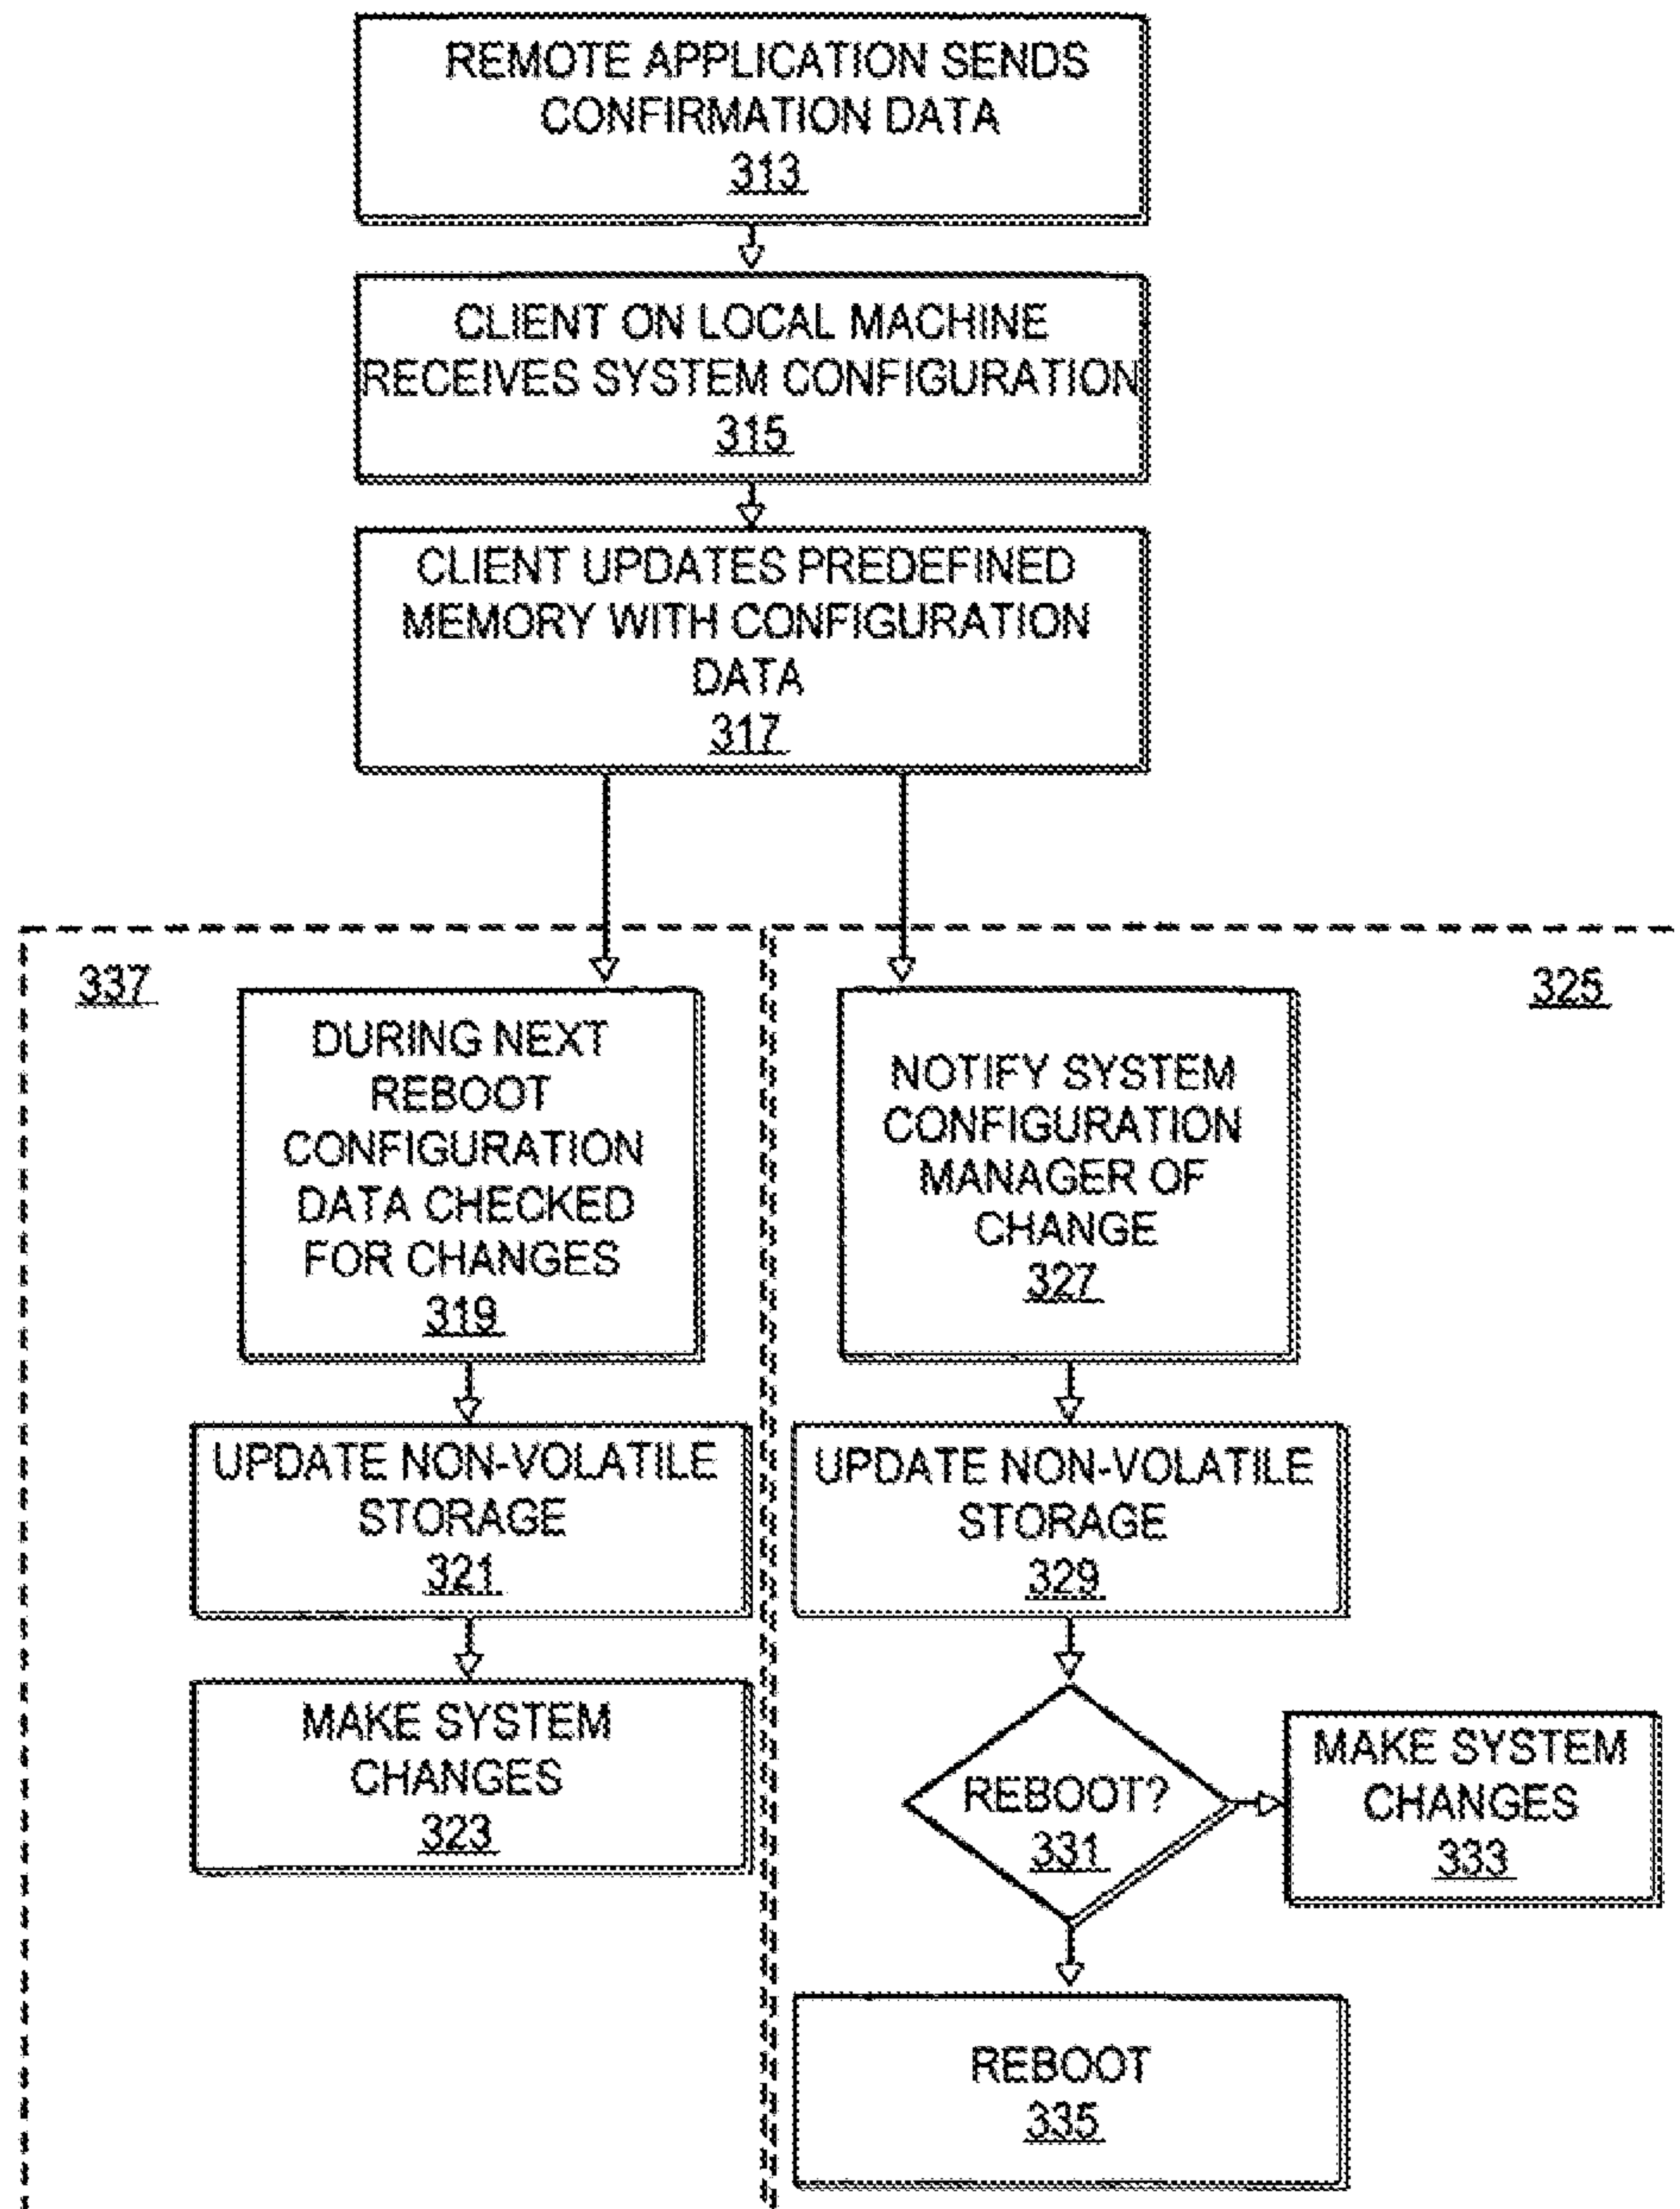 REMOTE APPLICATION SENDS
CONFIRMATION DATA
313
CLIENT ON LOCAL MACHINE
RECEIVES SYSTEM CONFIGURATION
315
CLIENT UPDATES PREDEFINED
MEMORY WITH CONFIGURATION
DATA
317
337
DURING NEXT
REBOOT
CONFIGURATION
DATA CHECKED
FOR CHANGES
319
UPDATE NON-VOLATILE
STORAGE
321
MAKE SYSTEM
CHANGES
323
325
NOTIFY SYSTEM
CONFIGURATION
MANAGER OF
CHANGE
327
UPDATE NON-VOLATILE
STORAGE
329
REBOOT?
331
MAKE SYSTEM
CHANGES
333
REBOOT
335